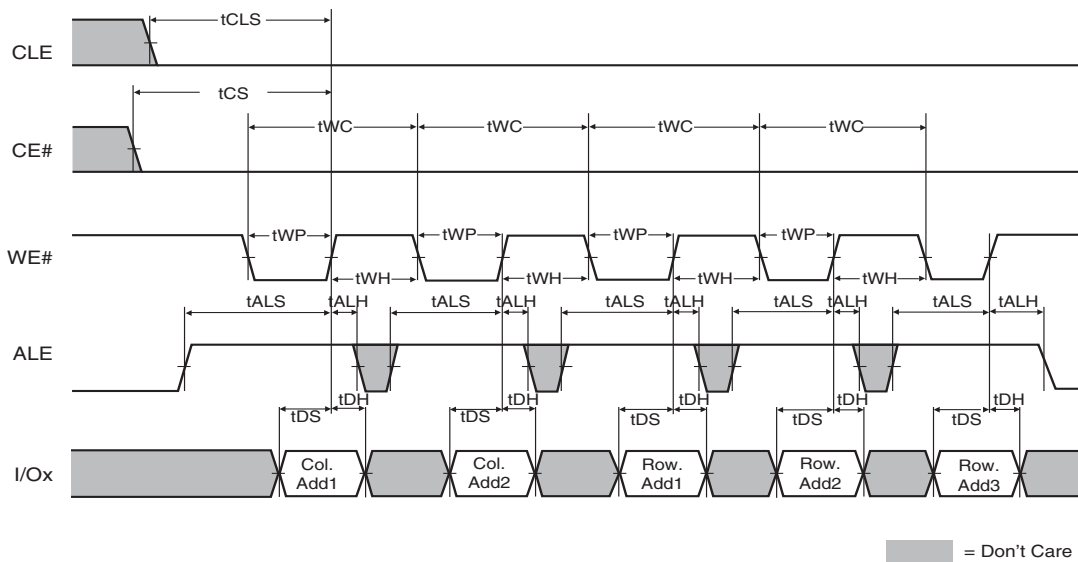 tCLS
CLE
tCS
tWC tWC tWC tWC
CE#
tWP tWP tWP tWP
WE#
tWH tWH tWH tWH
tALS tALH tALS tALH tALS tALH tALS tALH tALS tALH
ALE
tDH tDH tDH tDH tDH
tDS tDS tDS tDS tDS
I/Ox
Col. Add1
Col. Add2
Row. Add1
Row. Add2
Row. Add3
= Don't Care